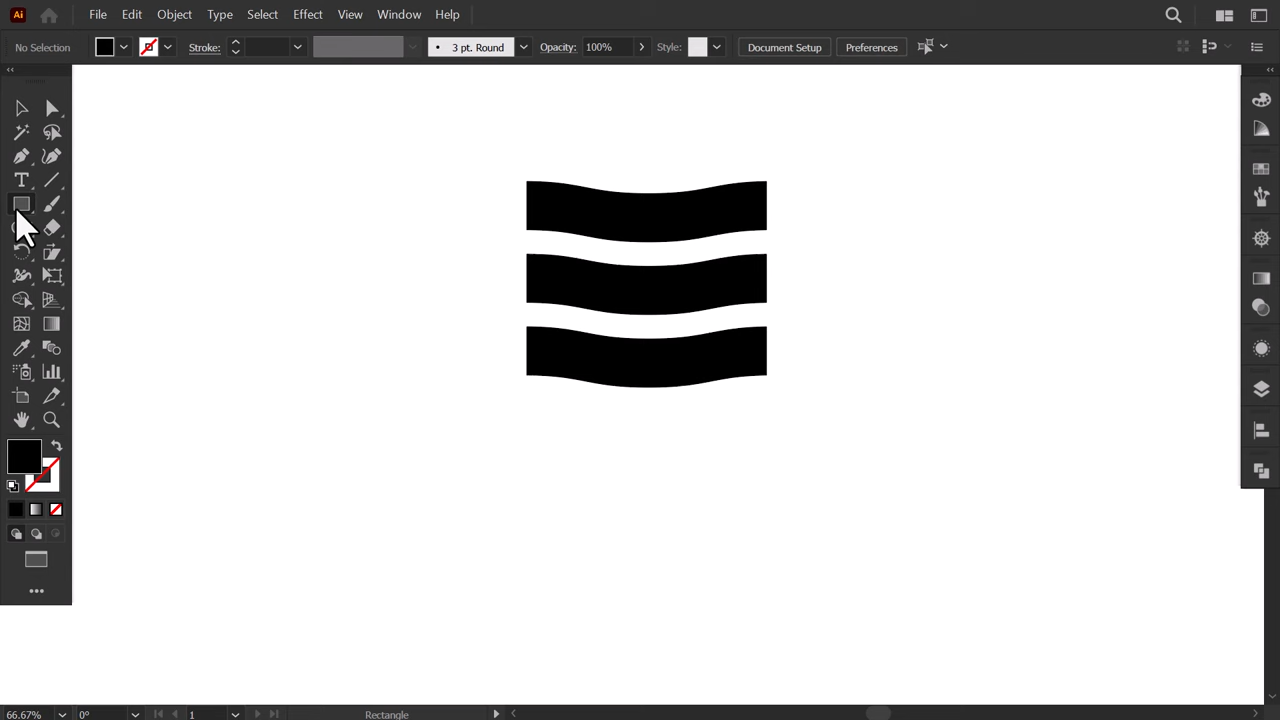 Ai File Edit Object Type Select Effect View Window Help
No Selection Stroke: 3 pt. Round Opacity: 100% Style: Document Setup Preferences
66.67% 0° 1 Rectangle